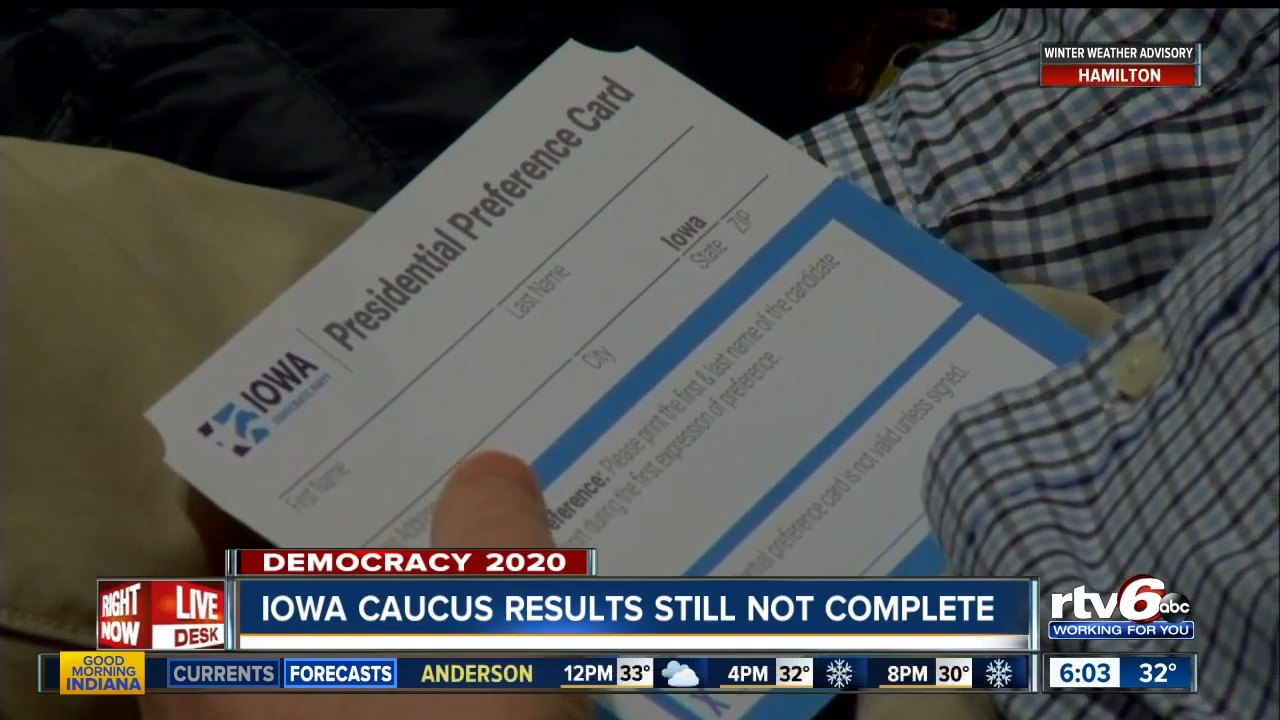 WINTER WEATHER ADVISORY
HAMILTON
IOWA
Presidential Preference Card
First Name
Last Name
City
Iowa
State
ZIP
eference: Please print the first & last name of the candidate
during the first expression of preference.
preference card is not valid unless signed.
DEMOCRACY 2020
RIGHT NOW
LIVE DESK
IOWA CAUCUS RESULTS STILL NOT COMPLETE
rtv6 abc
WORKING FOR YOU
GOOD MORNING INDIANA
CURRENTS
FORECASTS
ANDERSON
12PM 33°
4PM 32°
8PM 30°
6:03 32°